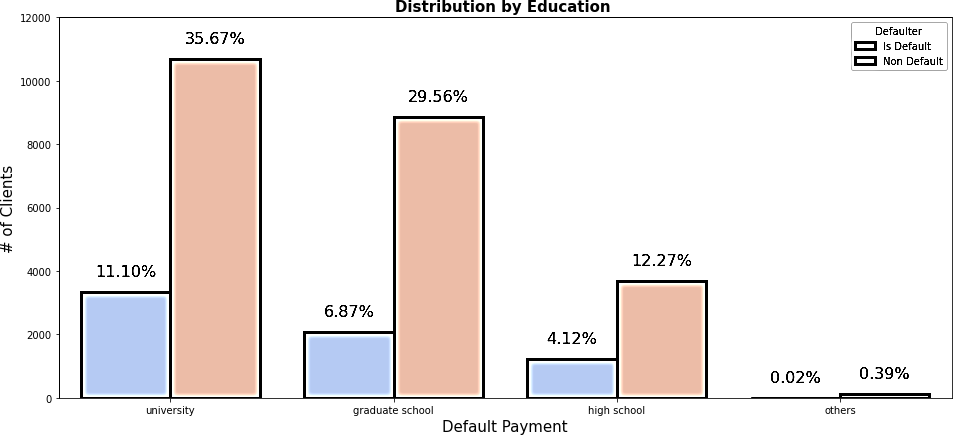 Distribution by Education
12000
10000
8000
6000
4000
2000
0
# of Clients
35.67%
29.56%
11.10%
6.87%
12.27%
4.12%
0.02%
0.39%
Defaulter
Is Default
Non Default
university
graduate school
high school
others
Default Payment